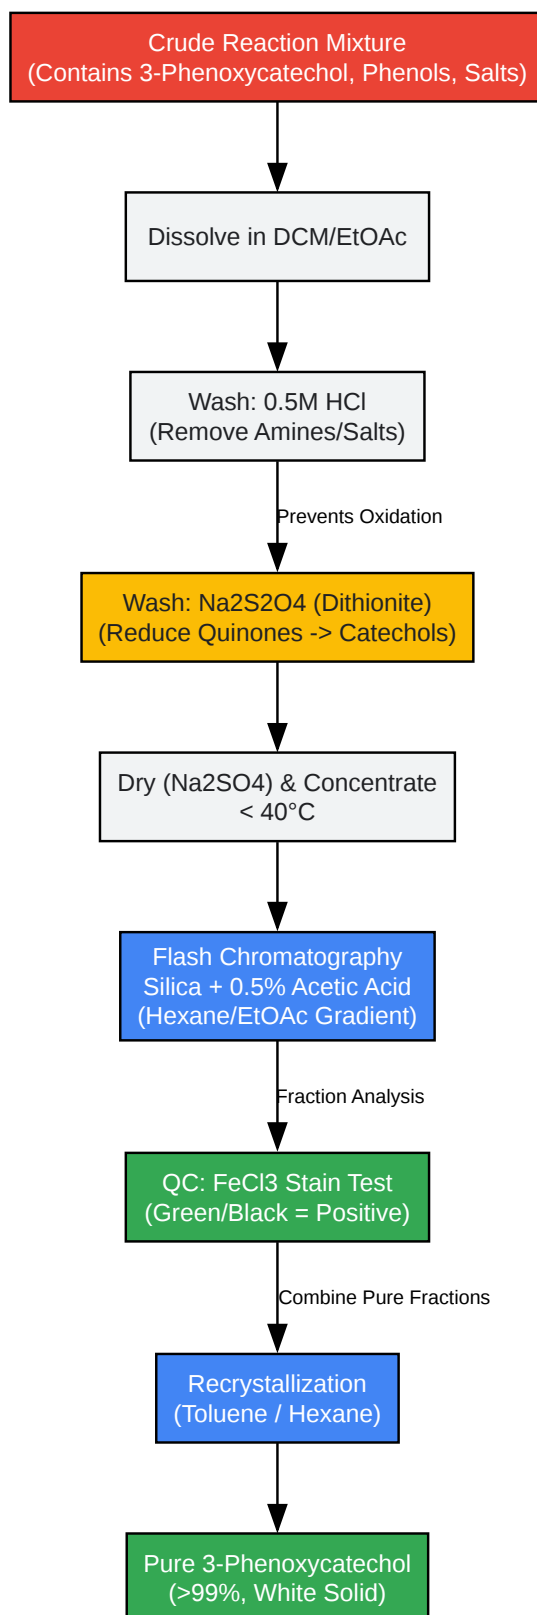 Crude Reaction Mixture
(Contains 3-Phenoxycatechol, Phenols, Salts)
Dissolve in DCM/EtOAc
Wash: 0.5M HCl
(Remove Amines/Salts)
Prevents Oxidation
Wash: Na2S2O4 (Dithionite)
(Reduce Quinones -> Catechols)
Dry (Na2SO4) & Concentrate
< 40°C
Flash Chromatography
Silica + 0.5% Acetic Acid
(Hexane/EtOAc Gradient)
Fraction Analysis
QC: FeCl3 Stain Test
(Green/Black = Positive)
Combine Pure Fractions
Recrystallization
(Toluene / Hexane)
Pure 3-Phenoxycatechol
(>99%, White Solid)